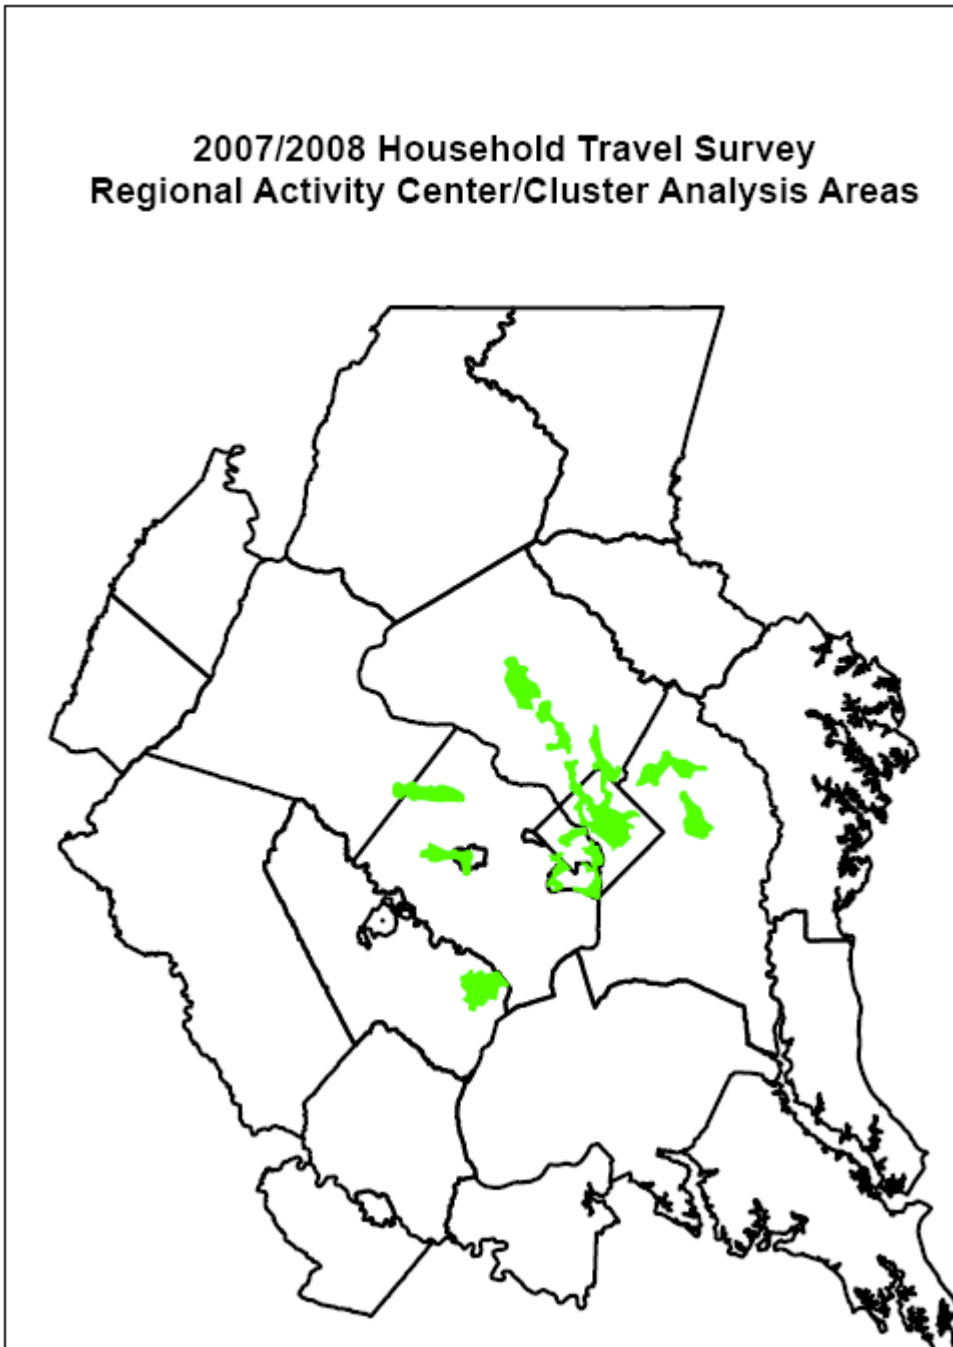 2007/2008 Household Travel Survey
Regional Activity Center/Cluster Analysis Areas